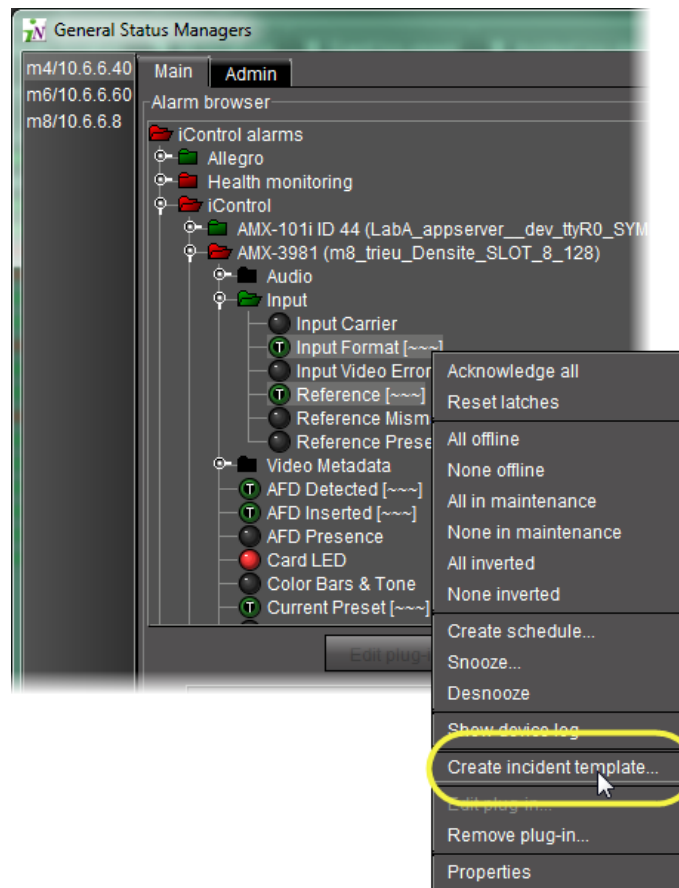 iN General Status Managers
m4/10.6.6.40
m6/10.6.6.60
m8/10.6.6.8
Main Admin
Alarm browser
iControl alarms
Allegro
Health monitoring
iControl
AMX-101i ID 44 (LabA_appserver__dev_ttyR0_SYM
AMX-3981 (m8_trieu_Densite_SLOT_8_128)
Audio
Input
Input Carrier
T Input Format [~~~]
Input Video Error
T Reference [~~~]
Reference Mism
Reference Prese
Video Metadata
T AFD Detected [~~~]
T AFD Inserted [~~~]
AFD Presence
Card LED
Color Bars & Tone
T Current Preset [~~~]
Edit plug-i
Acknowledge all
Reset latches
All offline
None offline
All in maintenance
None in maintenance
All inverted
None inverted
Create schedule...
Snooze...
Desnooze
Show device log
Create incident template...
Edit plug-in...
Remove plug-in...
Properties